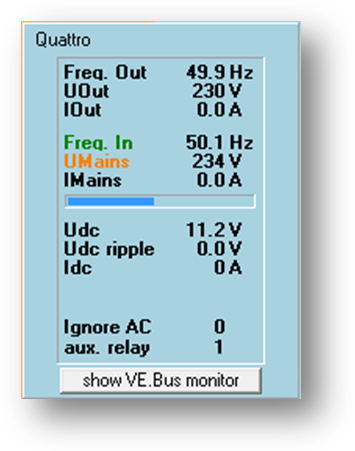 Quattro
Freq. Out 49.9 Hz
UOut 230 V
IOut 0.0 A
Freq. In 50.1 Hz
UMains 234 V
IMains 0.0 A
Udc 11.2 V
Udc ripple 0.0 V
Idc 0 A
Ignore AC 0
aux. relay 1
show VE.Bus monitor